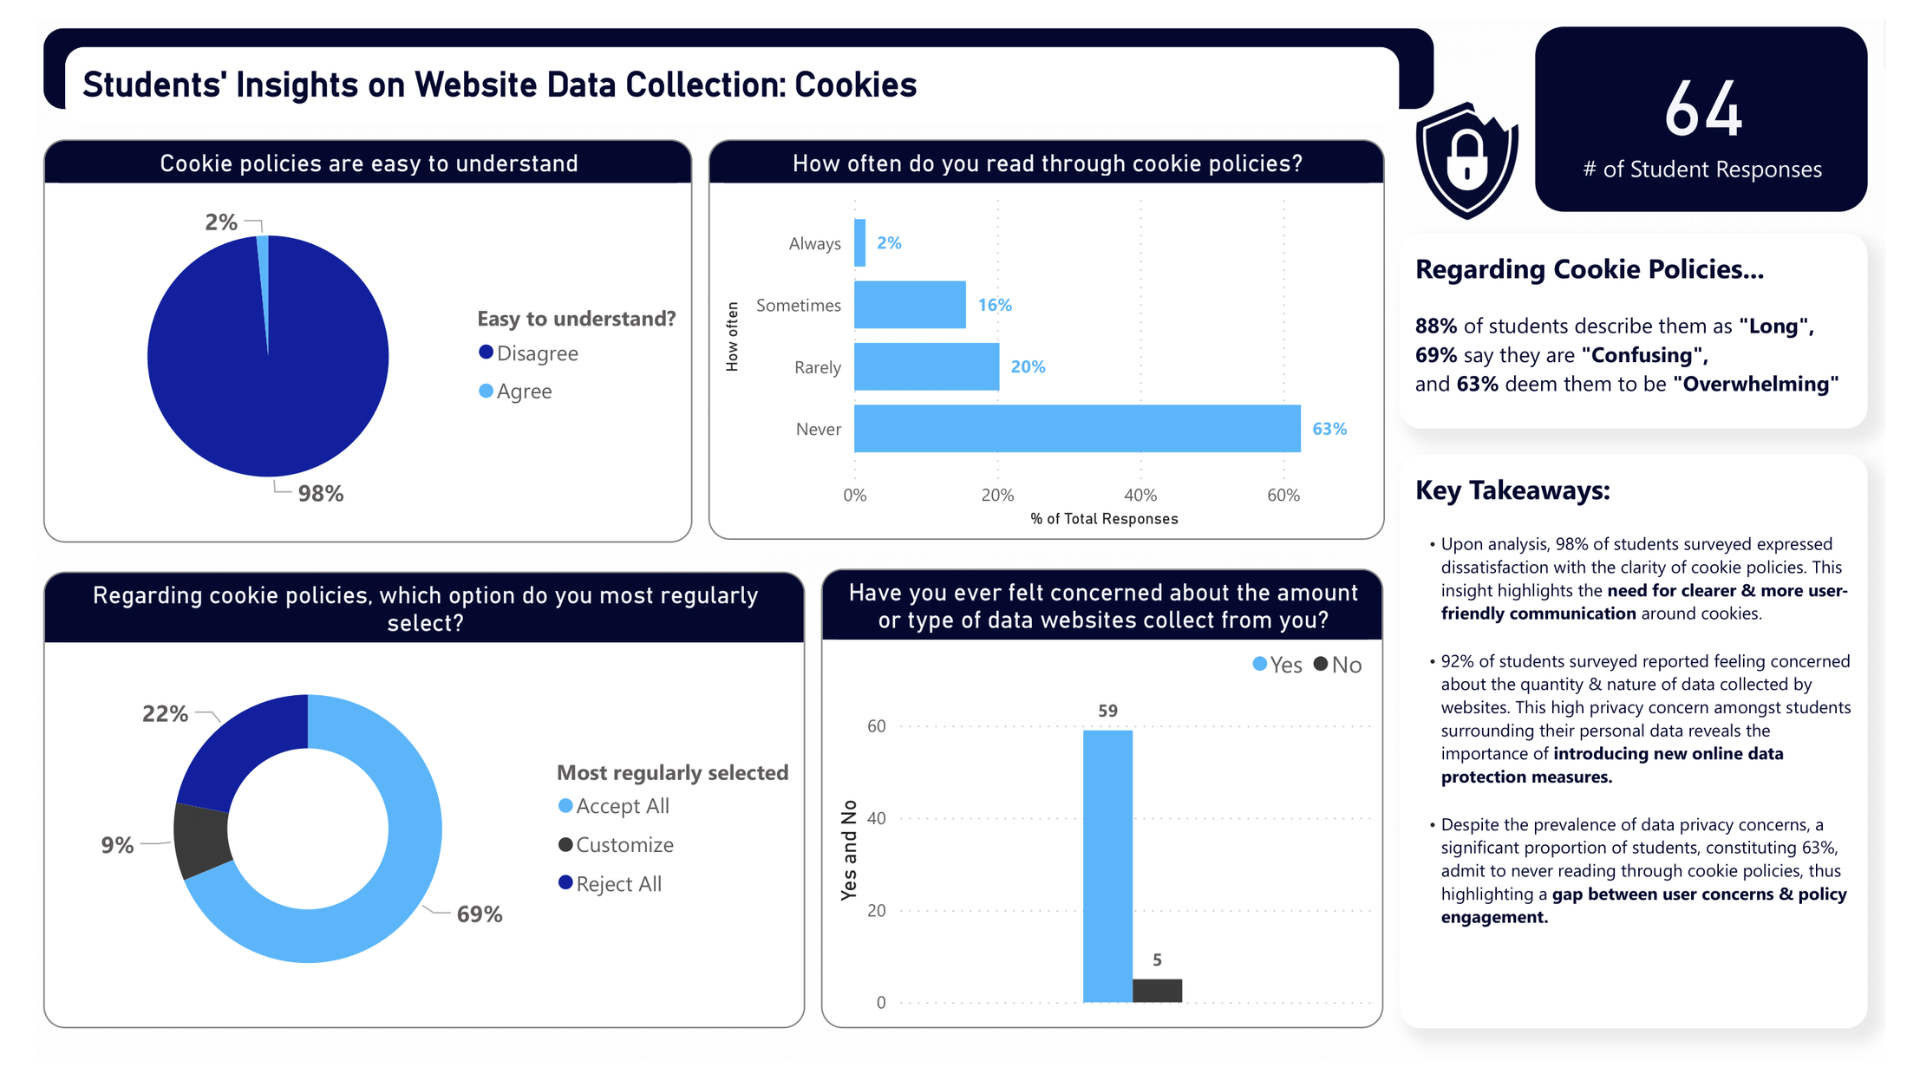 Students' Insights on Website Data Collection: Cookies
64
# of Student Responses
Cookie policies are easy to understand
2%
98%
Easy to understand?
Disagree
Agree
How often do you read through cookie policies?
How often
Always
2%
Sometimes
16%
Rarely
20%
Never
63%
0%
20%
40%
60%
% of Total Responses
Regarding Cookie Policies...
88% of students describe them as "Long",
69% say they are "Confusing",
and 63% deem them to be "Overwhelming"
Regarding cookie policies, which option do you most regularly
select?
22%
9%
69%
Most regularly selected
Accept All
Customize
Reject All
Have you ever felt concerned about the amount
or type of data websites collect from you?
Yes
No
Yes and No
60
40
20
0
59
5
Key Takeaways:
• Upon analysis, 98% of students surveyed expressed
dissatisfaction with the clarity of cookie policies. This
insight highlights the need for clearer & more user-
friendly communication around cookies.
• 92% of students surveyed reported feeling concerned
about the quantity & nature of data collected by
websites. This high privacy concern amongst students
surrounding their personal data reveals the
importance of introducing new online data
protection measures.
• Despite the prevalence of data privacy concerns, a
significant proportion of students, constituting 63%,
admit to never reading through cookie policies, thus
highlighting a gap between user concerns & policy
engagement.